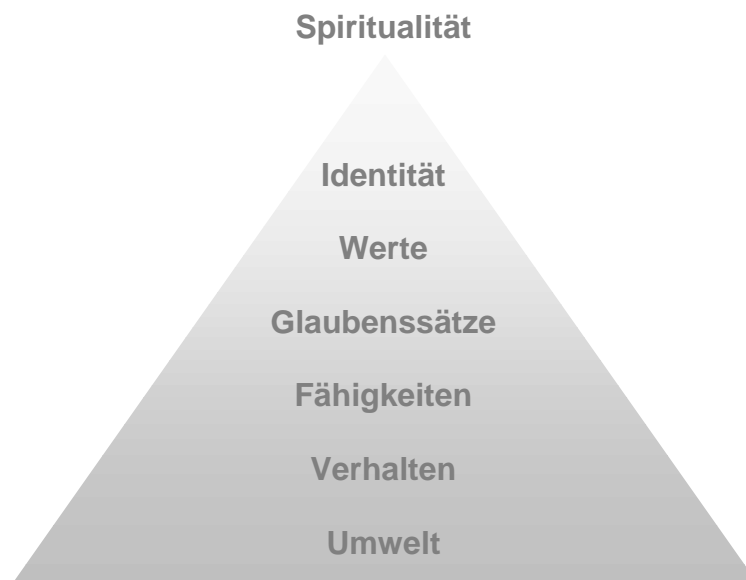 Spiritualität
Identität
Werte
Glaubenssätze
Fähigkeiten
Verhalten
Umwelt